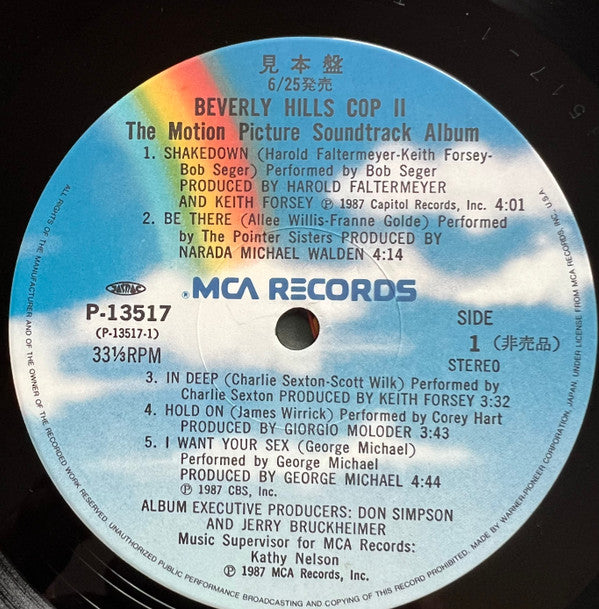 見本盤
6/25発売
BEVERLY HILLS COP II
The Motion Picture Soundtrack Album
1. SHAKEDOWN (Harold Faltermeyer-Keith Forsey-
Bob Seger) Performed by Bob Seger
PRODUCED BY HAROLD FALTERMEYER
AND KEITH FORSEY ℗ 1987 Capitol Records, Inc. 4:01
2. BE THERE (Allee Willis-Franne Golde) Performed
by The Pointer Sisters PRODUCED BY
NARADA MICHAEL WALDEN 4:14
JASRAC
®MCA RECORDS
P-13517
(P-13517-1)
33⅓RPM
SIDE
1 (非売品)
STEREO
3. IN DEEP (Charlie Sexton-Scott Wilk) Performed by
Charlie Sexton PRODUCED BY KEITH FORSEY 3:32
4. HOLD ON (James Wirrick) Performed by Corey Hart
PRODUCED BY GIORGIO MOLODER 3:43
5. I WANT YOUR SEX (George Michael)
Performed by George Michael
PRODUCED BY GEORGE MICHAEL 4:44
℗ 1987 CBS, Inc.
ALBUM EXECUTIVE PRODUCERS: DON SIMPSON
AND JERRY BRUCKHEIMER
Music Supervisor for MCA Records:
Kathy Nelson
℗ 1987 MCA Records, Inc.
ALL RIGHTS OF THE MANUFACTURER AND OF THE OWNER OF THE RECORDED WORK RESERVED. UNAUTHORIZED PUBLIC PERFORMANCE BROADCASTING AND COPYING OF THIS RECORD PROHIBITED. MADE BY WARNER-PIONEER CORPORATION, JAPAN, UNDER LICENSE FROM MCA RECORDS, INC., USA
517-1